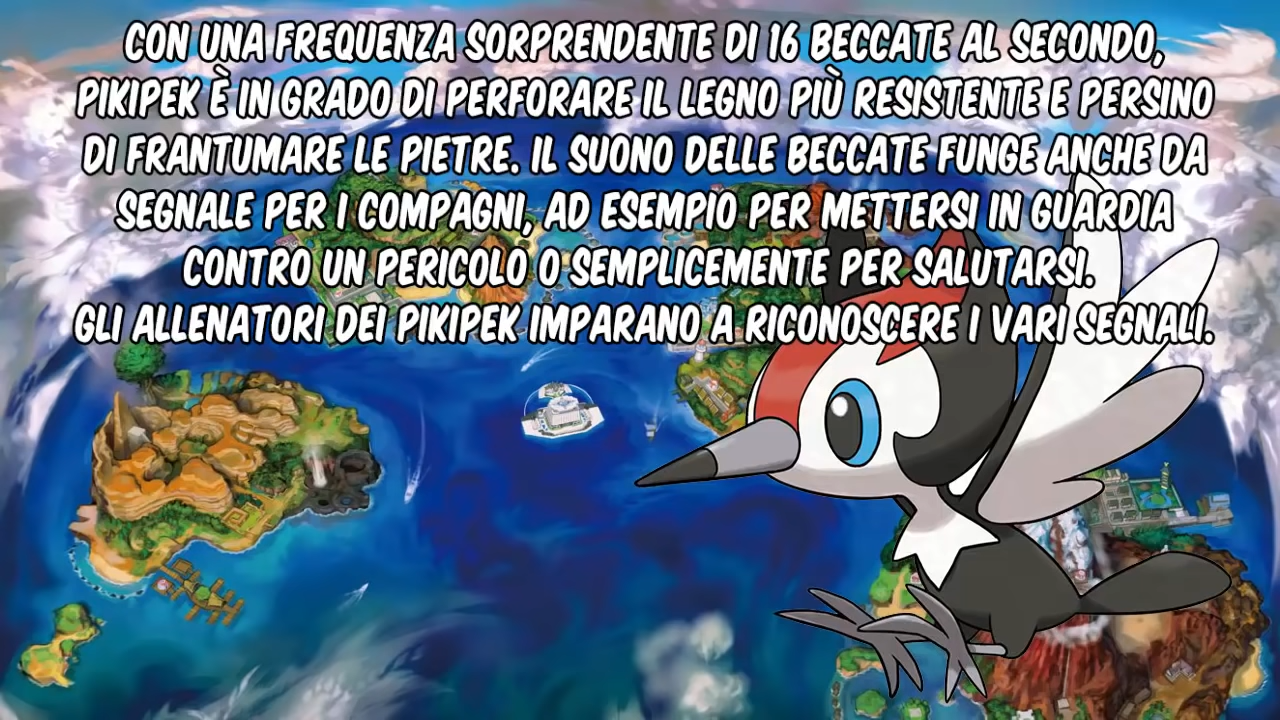 CON UNA FREQUENZA SORPRENDENTE DI 16 BECCATE AL SECONDO,
PIKIPEK È IN GRADO DI PERFORARE IL LEGNO PIÙ RESISTENTE E PERSINO
DI FRANTUMARE LE PIETRE. IL SUONO DELLE BECCATE FUNGE ANCHE DA
SEGNALE PER I COMPAGNI, AD ESEMPIO PER METTERSI IN GUARDIA
CONTRO UN PERICOLO O SEMPLICEMENTE PER SALUTARSI.
GLI ALLENATORI DEI PIKIPEK IMPARANO A RICONOSCERE I VARI SEGNALI.